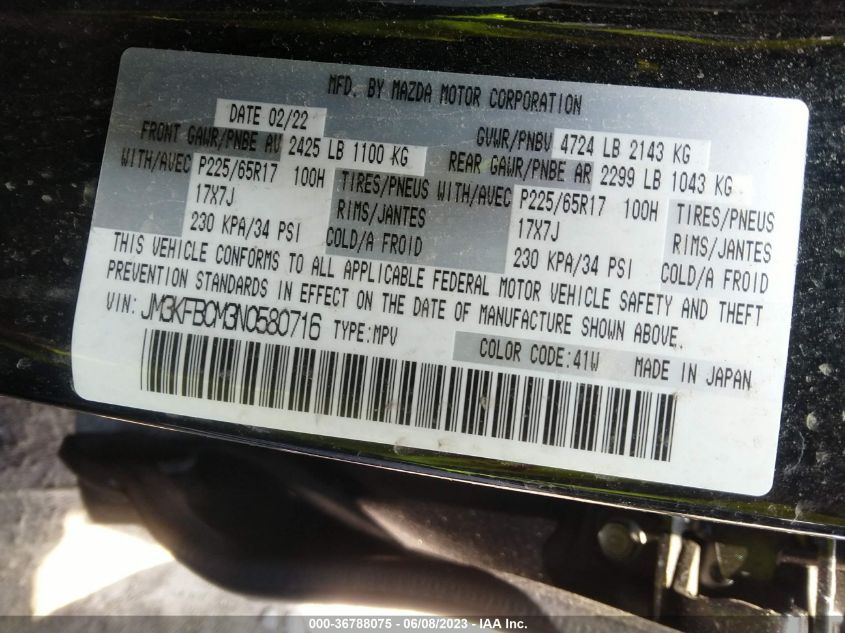 MFD. BY MAZDA MOTOR CORPORATION
DATE 02/22 GVWR/PNBV 4724 LB 2143 KG
FRONT GAWR/PNBE AV 2425 LB 1100 KG REAR GAWR/PNBE AR 2299 LB 1043 KG
WITH/AVEC P225/65R17 100H TIRES/PNEUS WITH/AVEC P225/65R17 100H TIRES/PNEUS
17X7J RIMS/JANTES 17X7J RIMS/JANTES
230 KPA/34 PSI COLD/A FROID 230 KPA/34 PSI COLD/A FROID
THIS VEHICLE CONFORMS TO ALL APPLICABLE FEDERAL MOTOR VEHICLE SAFETY AND THEFT
PREVENTION STANDARDS IN EFFECT ON THE DATE OF MANUFACTURE SHOWN ABOVE.
VIN: JM3KFBCM3N0580716 TYPE:MPV
COLOR CODE:41W MADE IN JAPAN
000-36788075 - 06/08/2023 - IAA Inc.